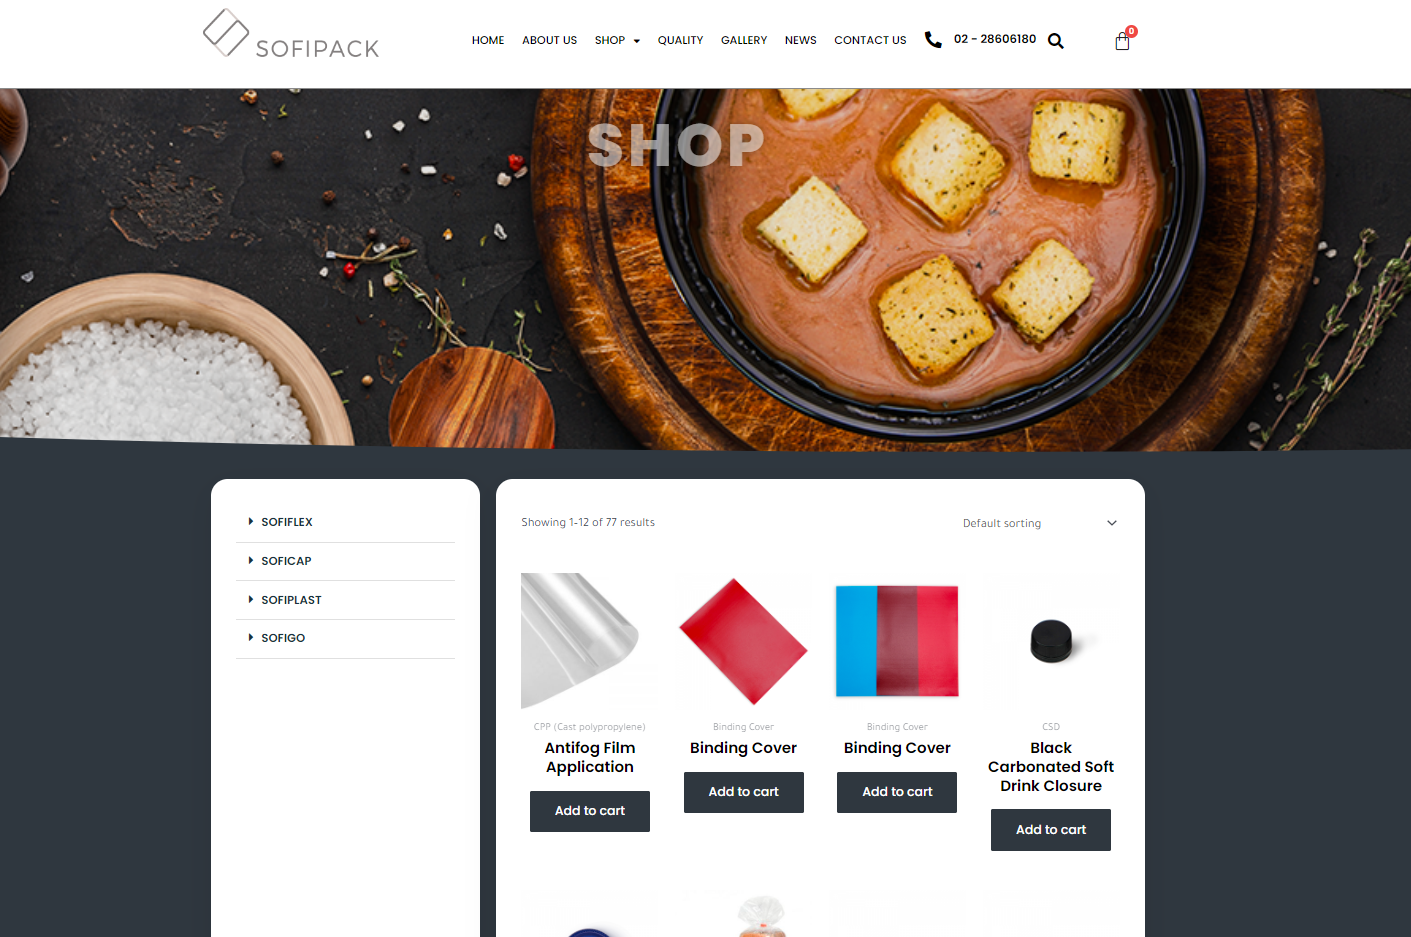 SOFIPACK
HOME ABOUT US SHOP QUALITY GALLERY NEWS CONTACT US 02 - 28606180 0
SHOP
SOFIFLEX
SOFICAP
SOFIPLAST
SOFIGO
Showing 1–12 of 77 results
Default sorting
CPP (Cast polypropylene)
Antifog Film
Application
Add to cart
Binding Cover
Binding Cover
Add to cart
Binding Cover
Binding Cover
Add to cart
CSD
Black
Carbonated Soft
Drink Closure
Add to cart